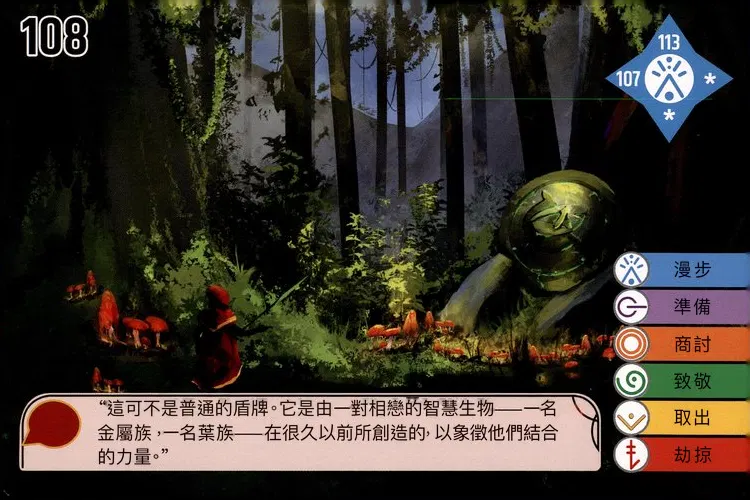 108
113
107 * 
*
漫步
準備
商討
致敬
取出
劫掠
“這可不是普通的盾牌。它是由一對相戀的智慧生物——一名
金屬族,一名葉族——在很久以前所創造的,以象徵他們結合
的力量。”